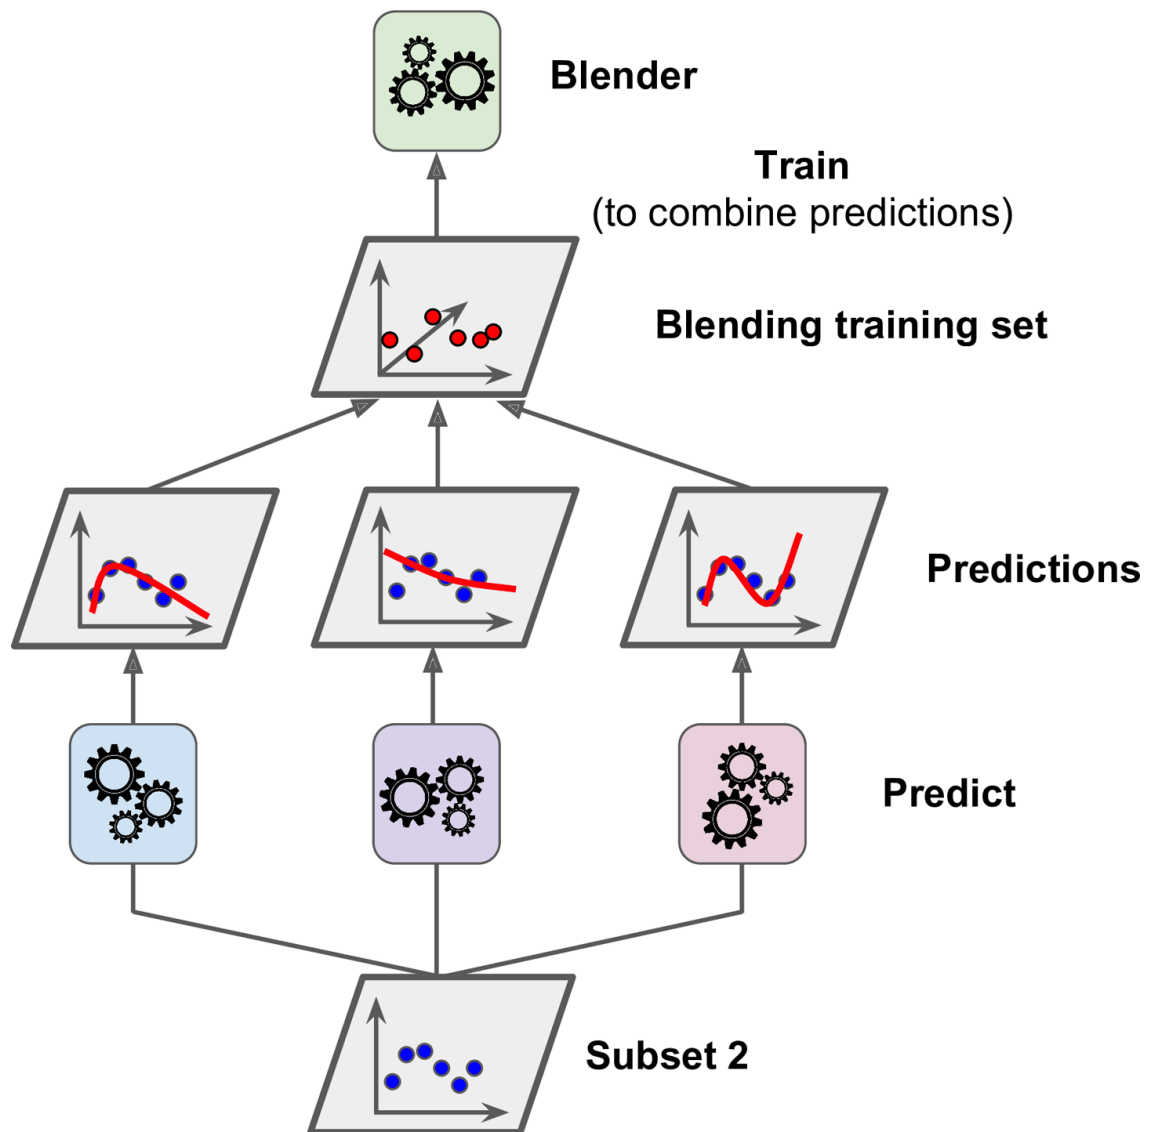 Blender
Train
(to combine predictions)
Blending training set
Predictions
Predict
Subset 2